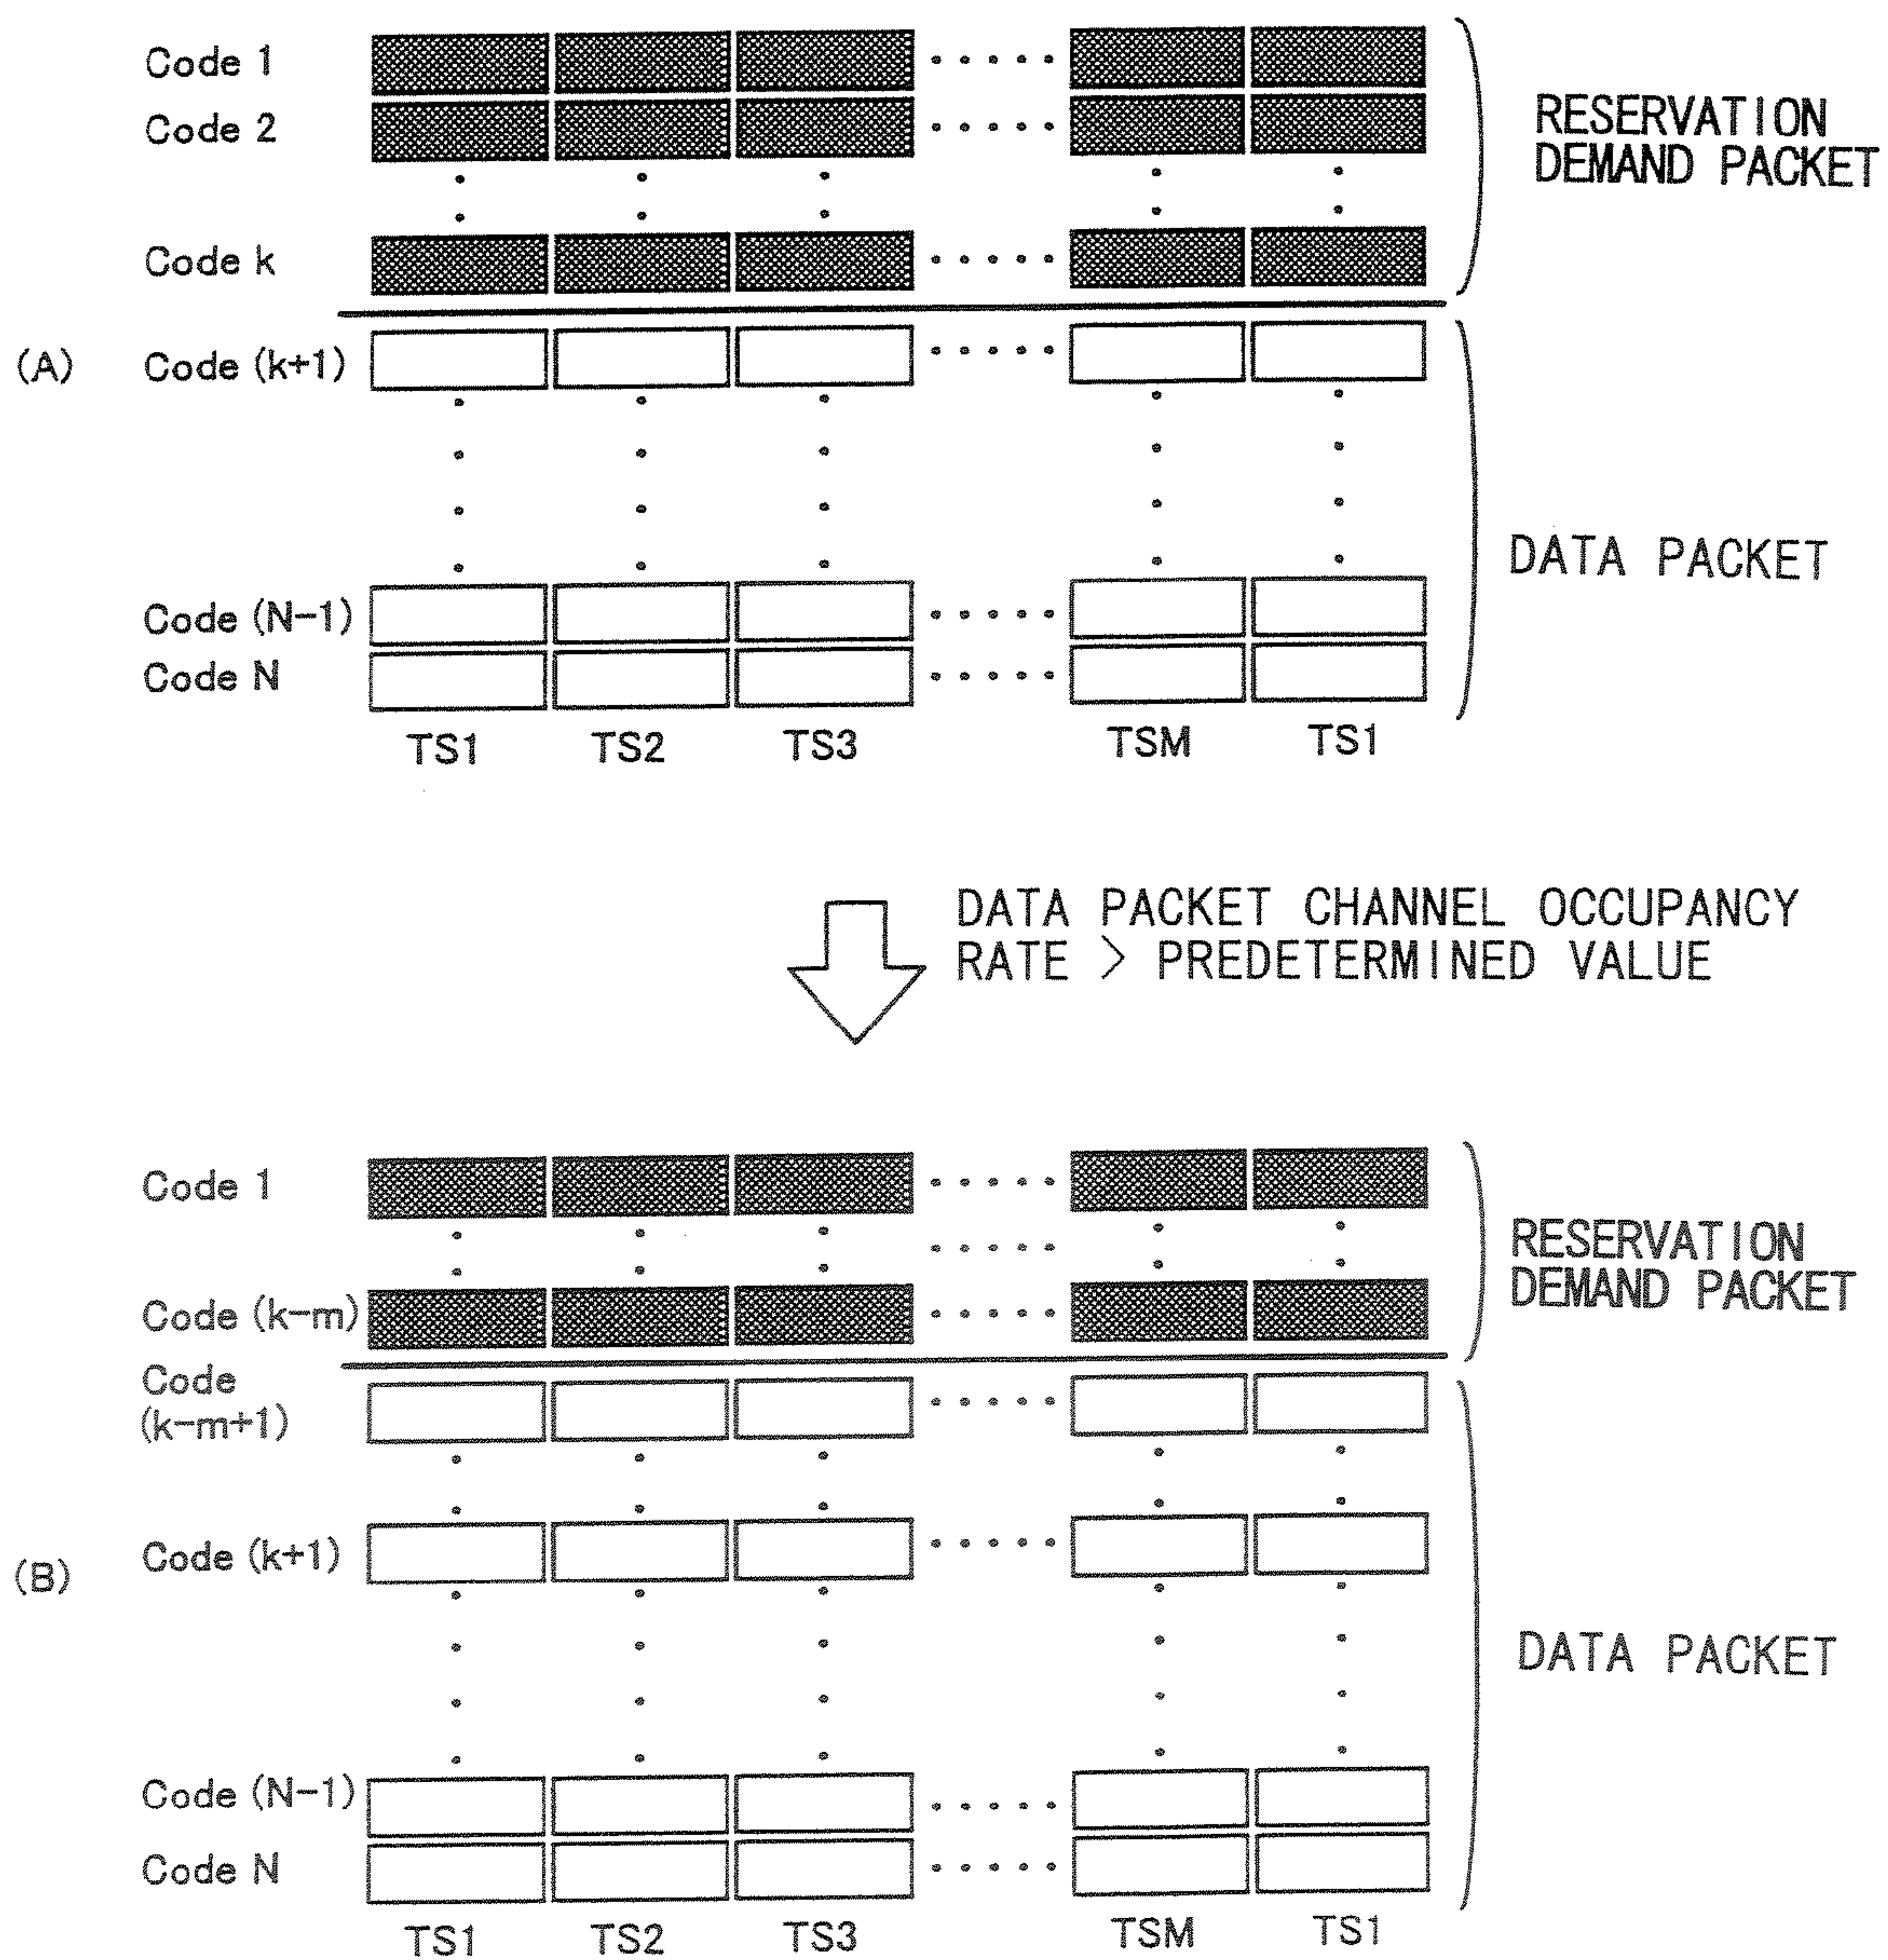 Code 1
Code 2
RESERVATION
DEMAND PACKET
Code k
(A)
Code (k+1)
DATA PACKET
Code (N-1)
Code N
TS1 TS2 TS3 TSM TS1
DATA PACKET CHANNEL OCCUPANCY
RATE > PREDETERMINED VALUE
Code 1
RESERVATION
DEMAND PACKET
Code (k-m)
Code
(k-m+1)
(B)
Code (k+1)
DATA PACKET
Code (N-1)
Code N
TS1 TS2 TS3 TSM TS1